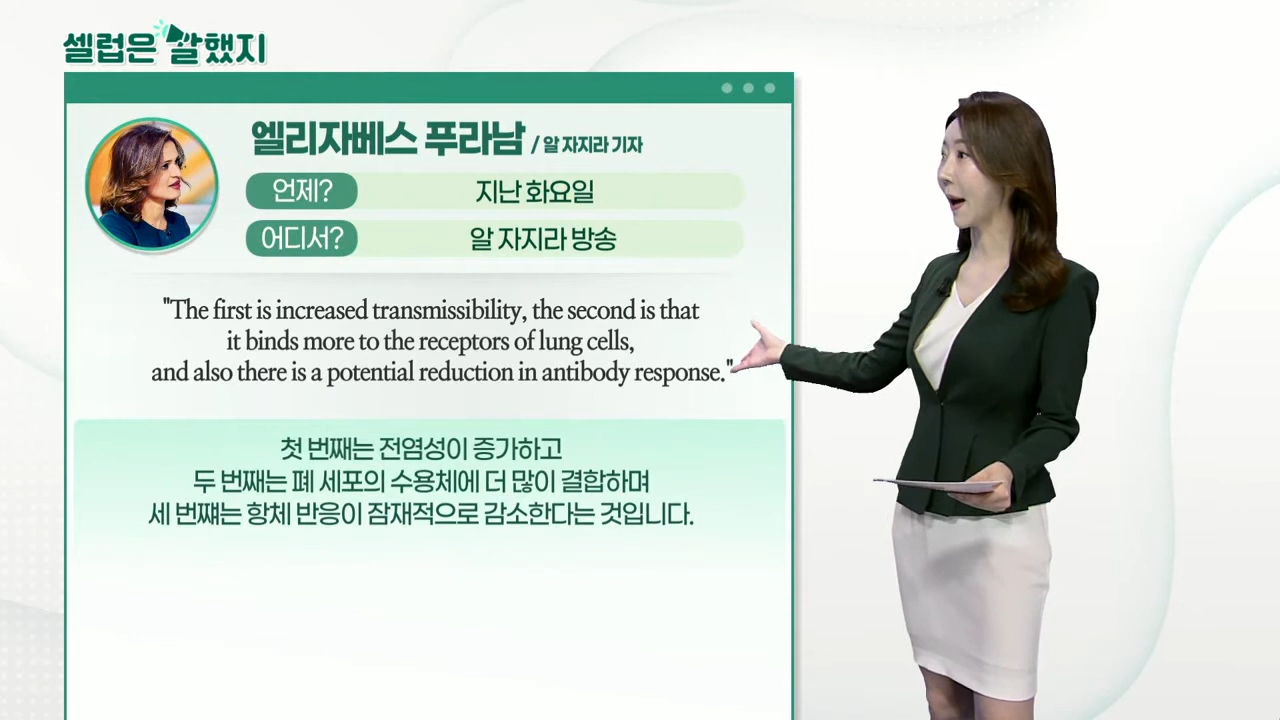 셀럽은 말했지
엘리자베스 푸라남 / 알 자지라 기자
언제? 지난 화요일
어디서? 알 자지라 방송
"The first is increased transmissibility, the second is that
it binds more to the receptors of lung cells,
and also there is a potential reduction in antibody response."
첫 번째는 전염성이 증가하고
두 번째는 폐 세포의 수용체에 더 많이 결합하며
세 번쨰는 항체 반응이 잠재적으로 감소한다는 것입니다.